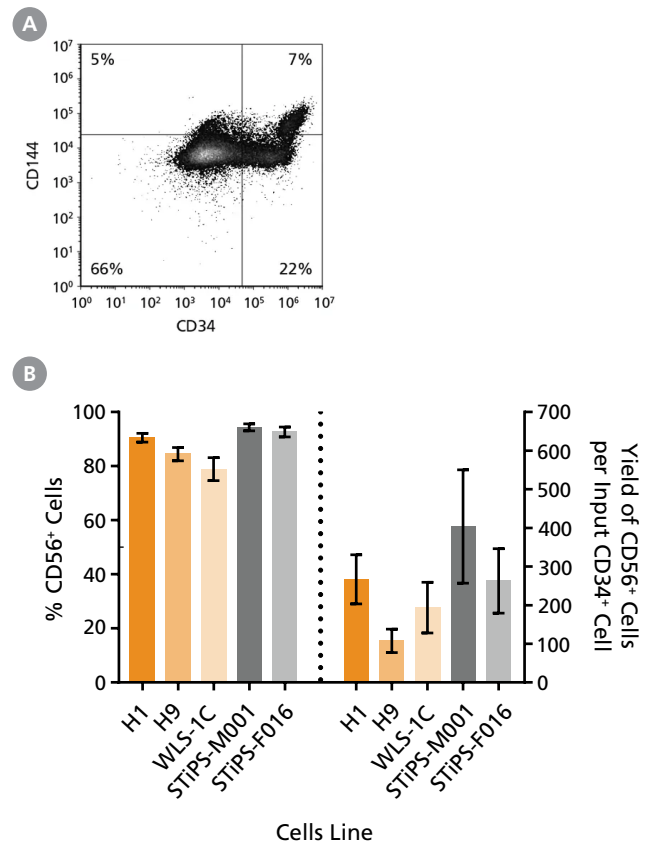 A
10⁷
10⁶
10⁵
10⁴
10³
10²
10¹
10⁰
CD144
5%
7%
66%
22%
10⁰ 10¹ 10² 10³ 10⁴ 10⁵ 10⁶ 10⁷
CD34
B
100
80
60
40
20
0
% CD56⁺ Cells
700
600
500
400
300
200
100
0
Yield of CD56⁺ Cells
per Input CD34⁺ Cell
H1
H9
WLS-1C
STiPS-M001
STiPS-F016
H1
H9
WLS-1C
STiPS-M001
STiPS-F016
Cells Line